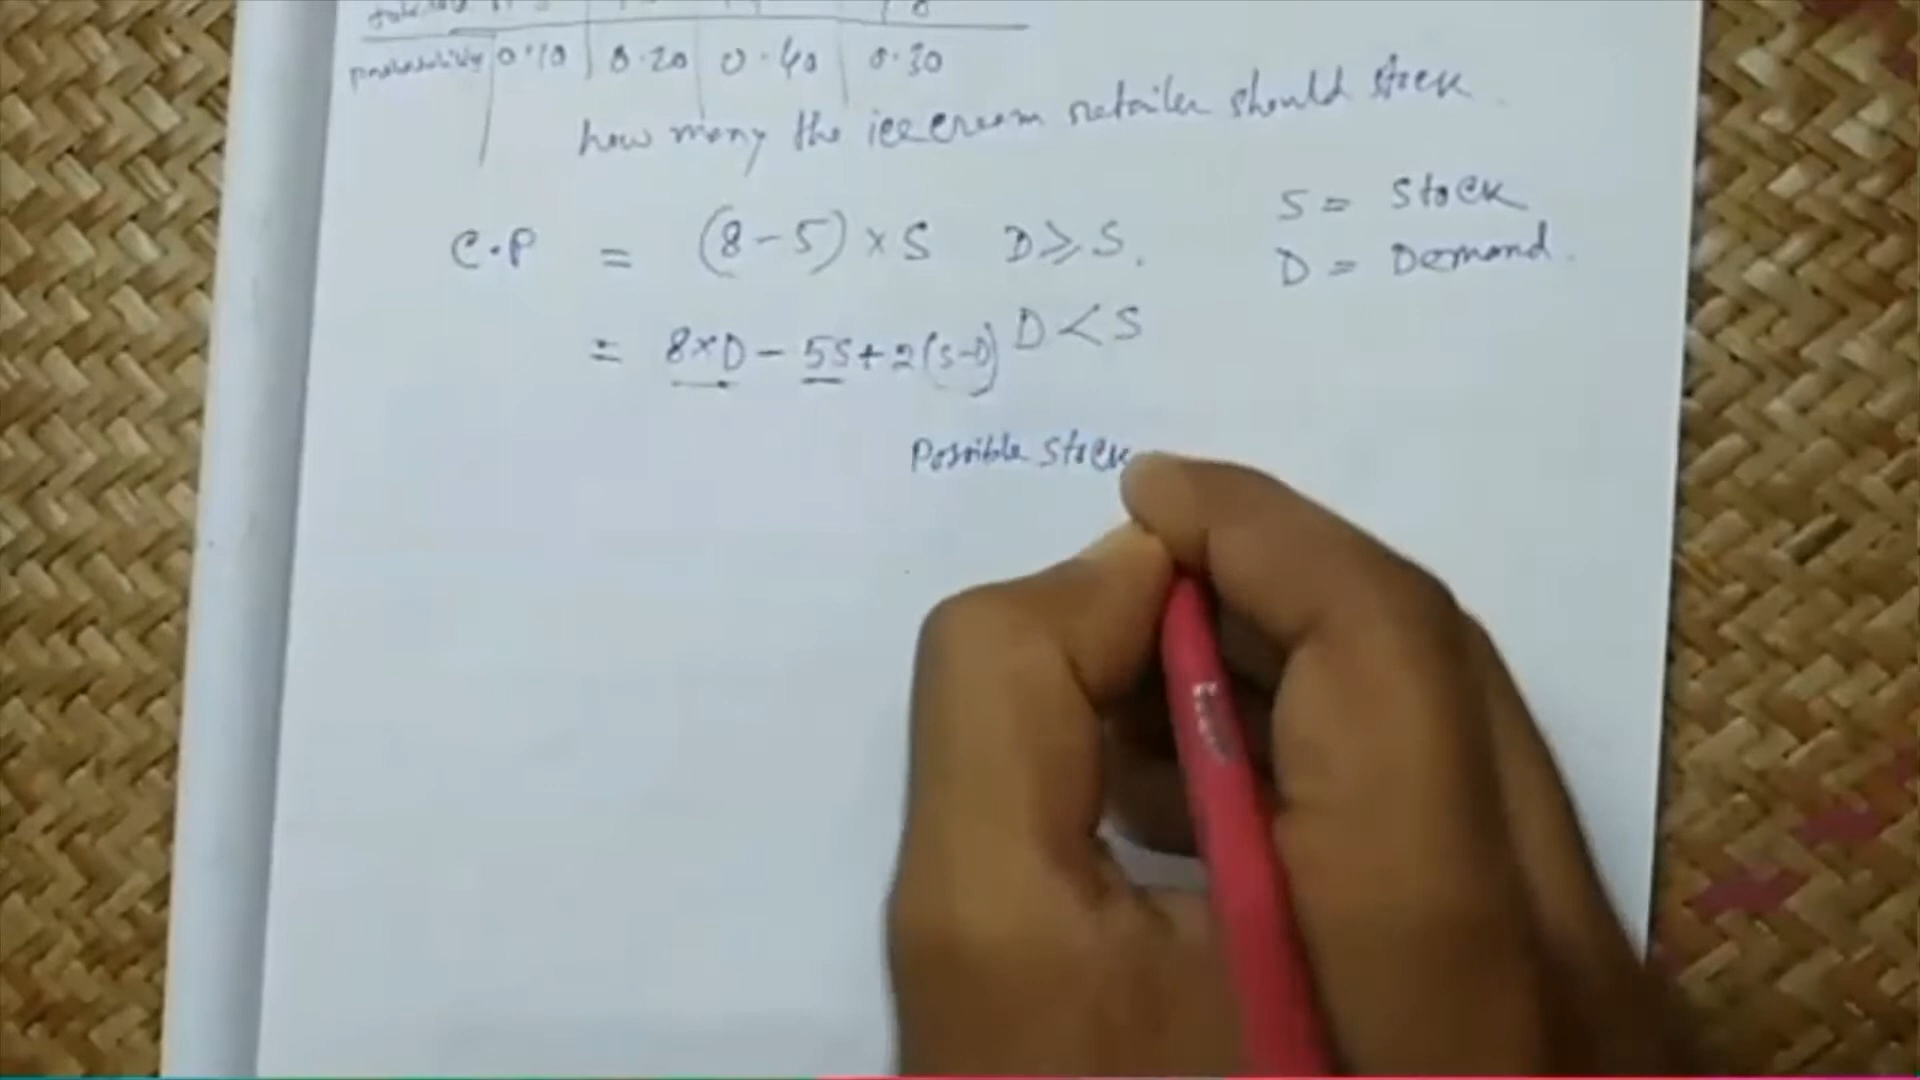 probability 0.10 0.20 0.40 0.30
how many the icecream retailer should stock.
C.P = (8-5) × S D ≥ S.
S = Stock
D = Demand.
= 8×D - 5S + 2(S-D) D < S
Possible stock